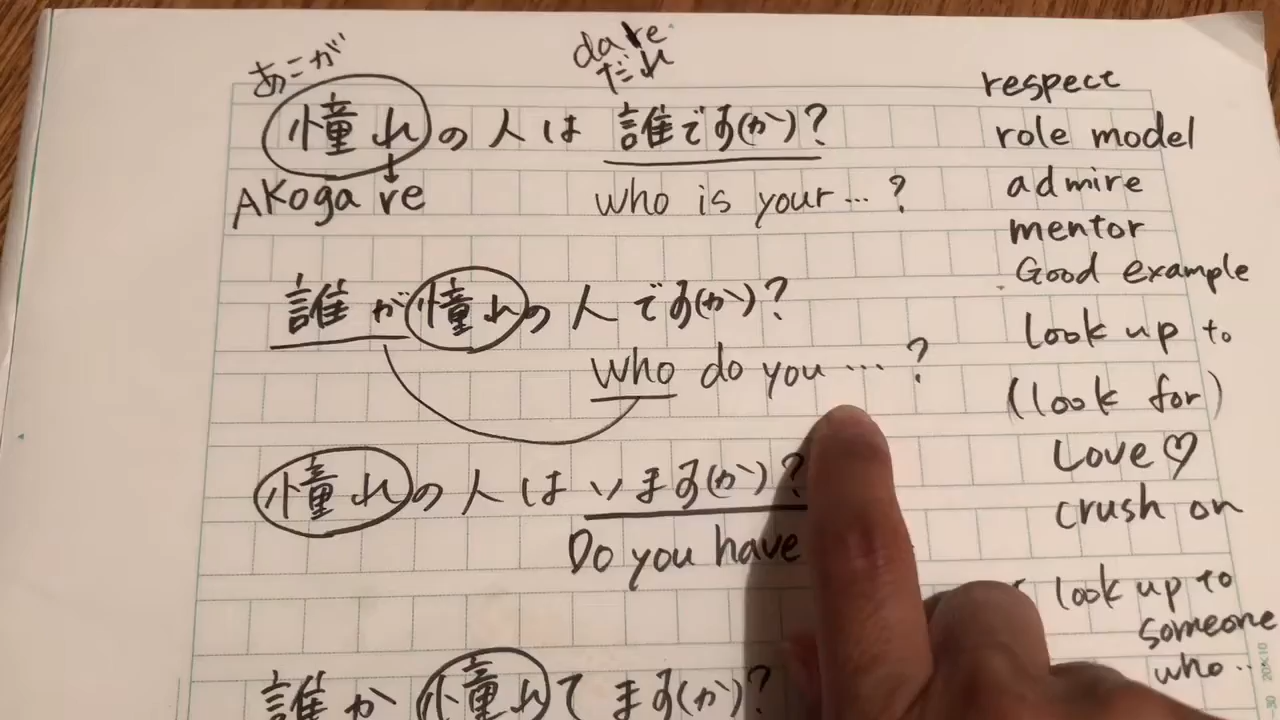 あこが
dare
だれ
憧れの人は 誰です(か)?
AKoga re
who is your … ?
誰が憧れの人です(か)?
who do you … ?
憧れの人はいます(か)?
Do you have
誰か憧れてます(か)?
respect
role model
admire
mentor
Good example
Look up to
(look for)
Love♡
crush on
look up to
someone
who..
20×10